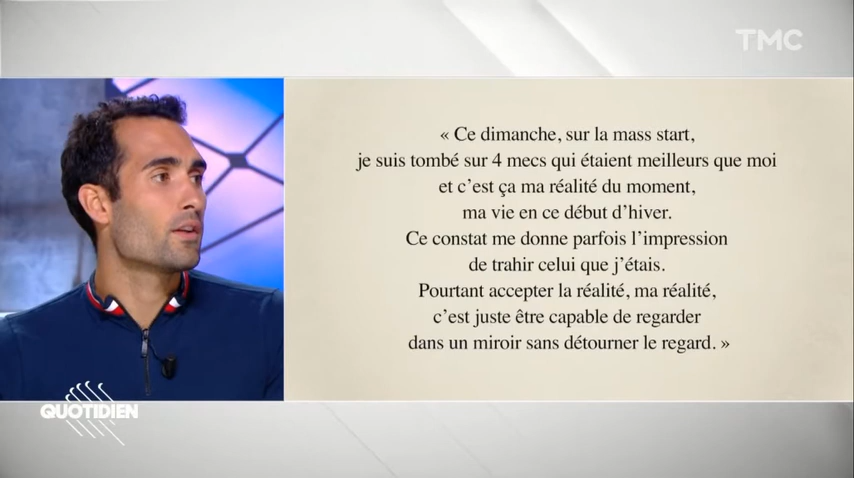 TMC
« Ce dimanche, sur la mass start,
je suis tombé sur 4 mecs qui étaient meilleurs que moi
et c’est ça ma réalité du moment,
ma vie en ce début d’hiver.
Ce constat me donne parfois l’impression
de trahir celui que j’étais.
Pourtant accepter la réalité, ma réalité,
c’est juste être capable de regarder
dans un miroir sans détourner le regard. »
QUOTIDIEN